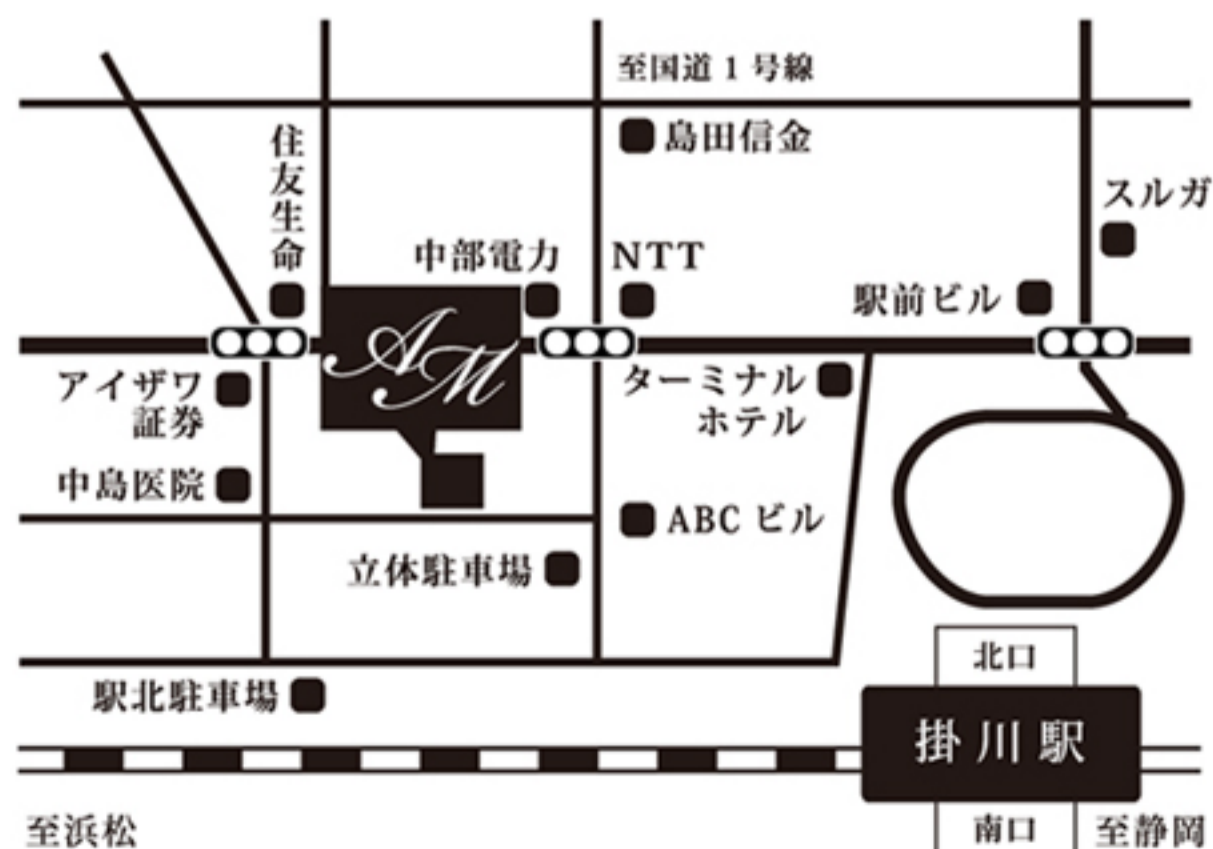 至国道1号線
島田信金
住友生命
スルガ
中部電力
NTT
駅前ビル
AM
アイザワ
証券
ターミナル
ホテル
中島医院
ABCビル
立体駐車場
北口
駅北駐車場
掛川駅
至浜松
南口
至静岡